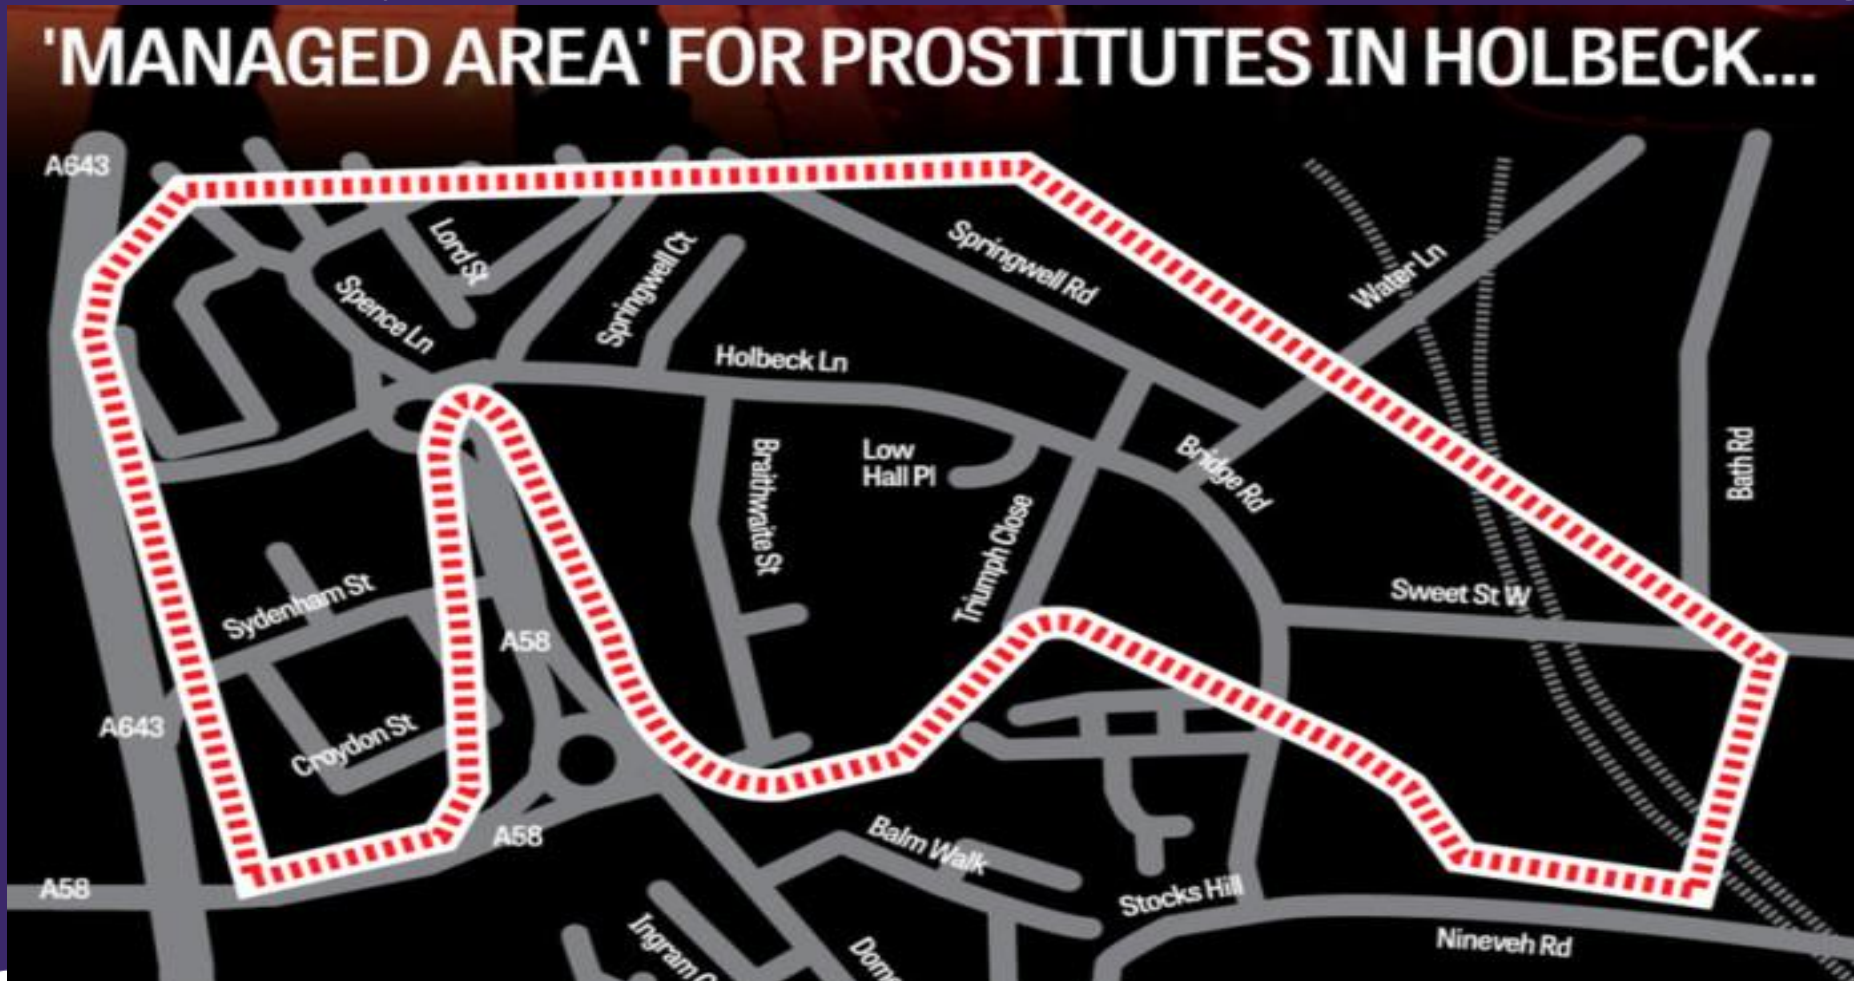 'MANAGED AREA' FOR PROSTITUTES IN HOLBECK...
A643
Lord St
Springwell Ct
Springwell Rd
Water Ln
Spence Ln
Holbeck Ln
Braithwaite St
Low
Hall Pl
Bridge Rd
Bath Rd
Triumph Close
Sydenham St
Sweet St W
A58
A643
Croydon St
A58
Balm Walk
A58
Stocks Hill
Ingram
Nineveh Rd